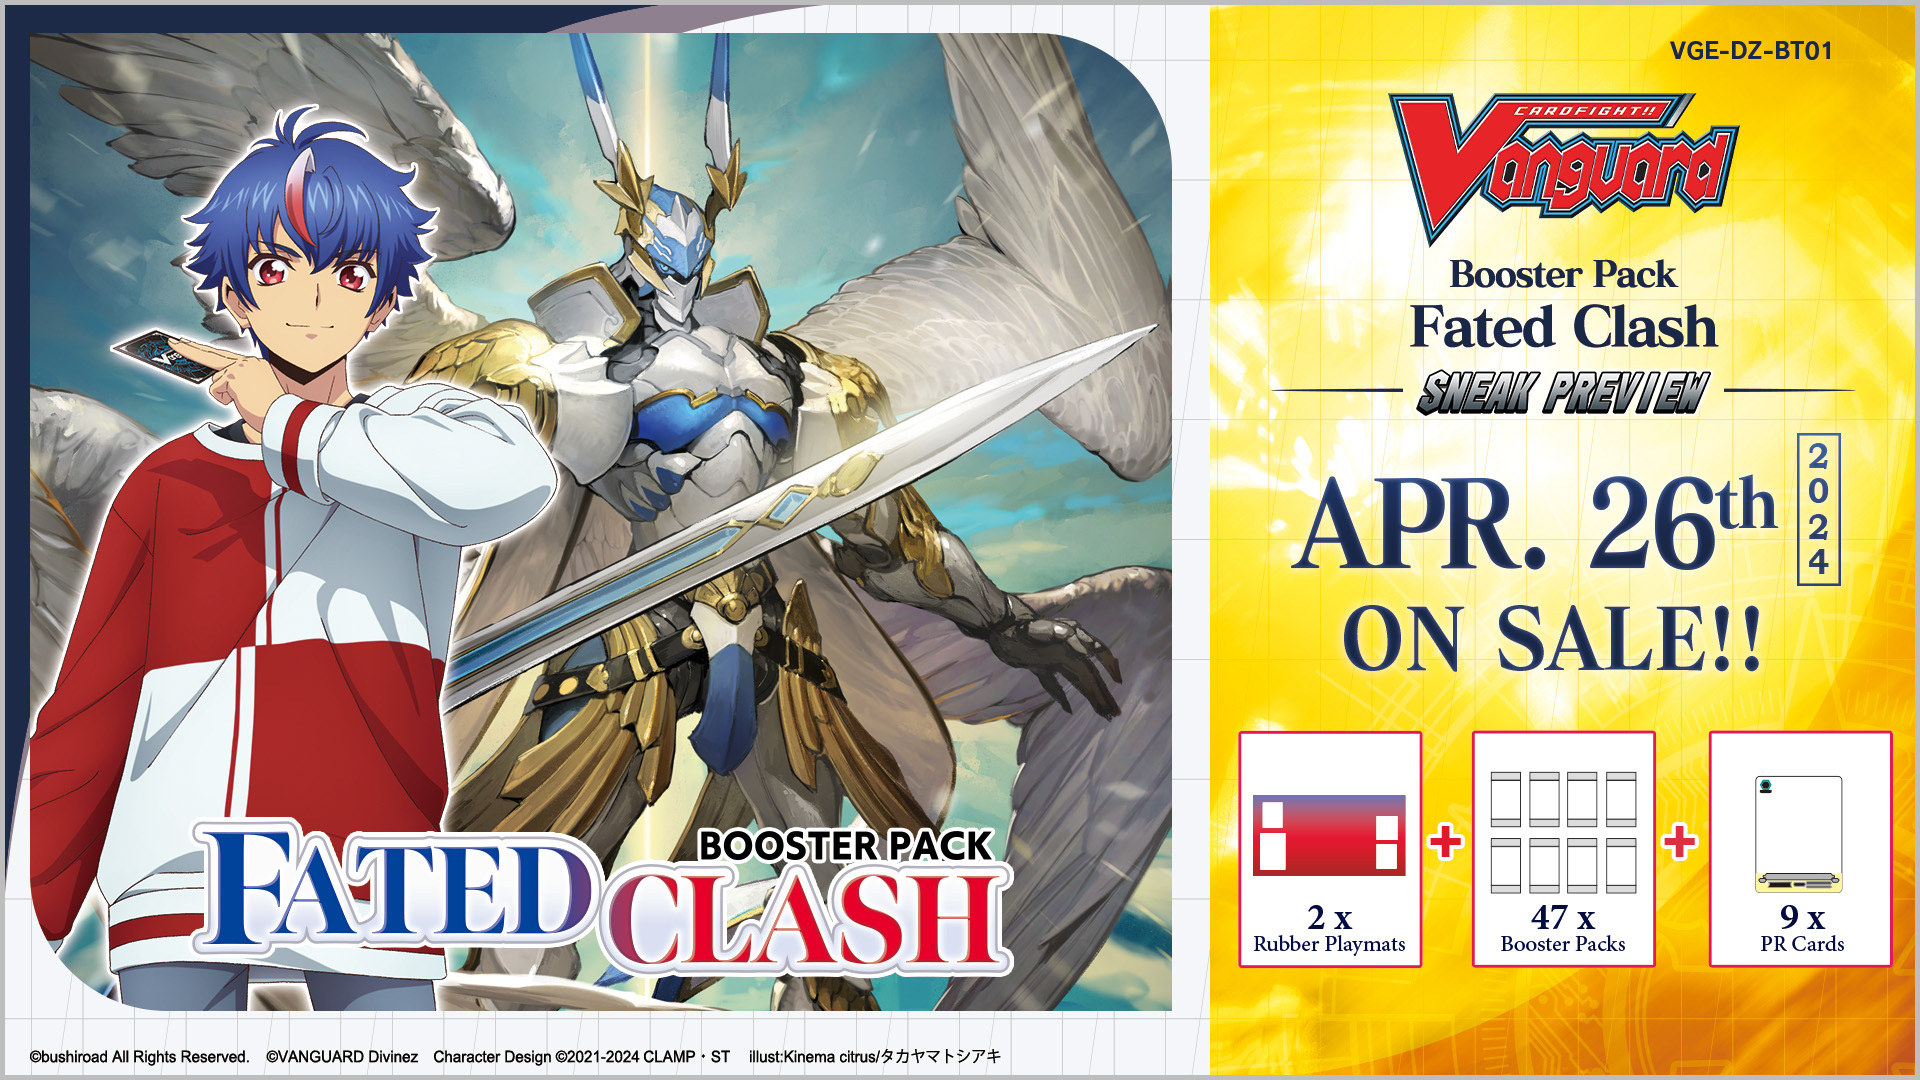 VGE-DZ-BT01
CARDFIGHT!!
Vanguard
Booster Pack
Fated Clash
SNEAK PREVIEW
APR. 26th
2024
ON SALE!!
2 x
Rubber Playmats
+
47 x
Booster Packs
+
9 x
PR Cards
BOOSTER PACK
FATED CLASH
©bushiroad All Rights Reserved. ©VANGUARD Divinez Character Design ©2021-2024 CLAMP・ST illust:Kinema citrus/タカヤマトシアキ